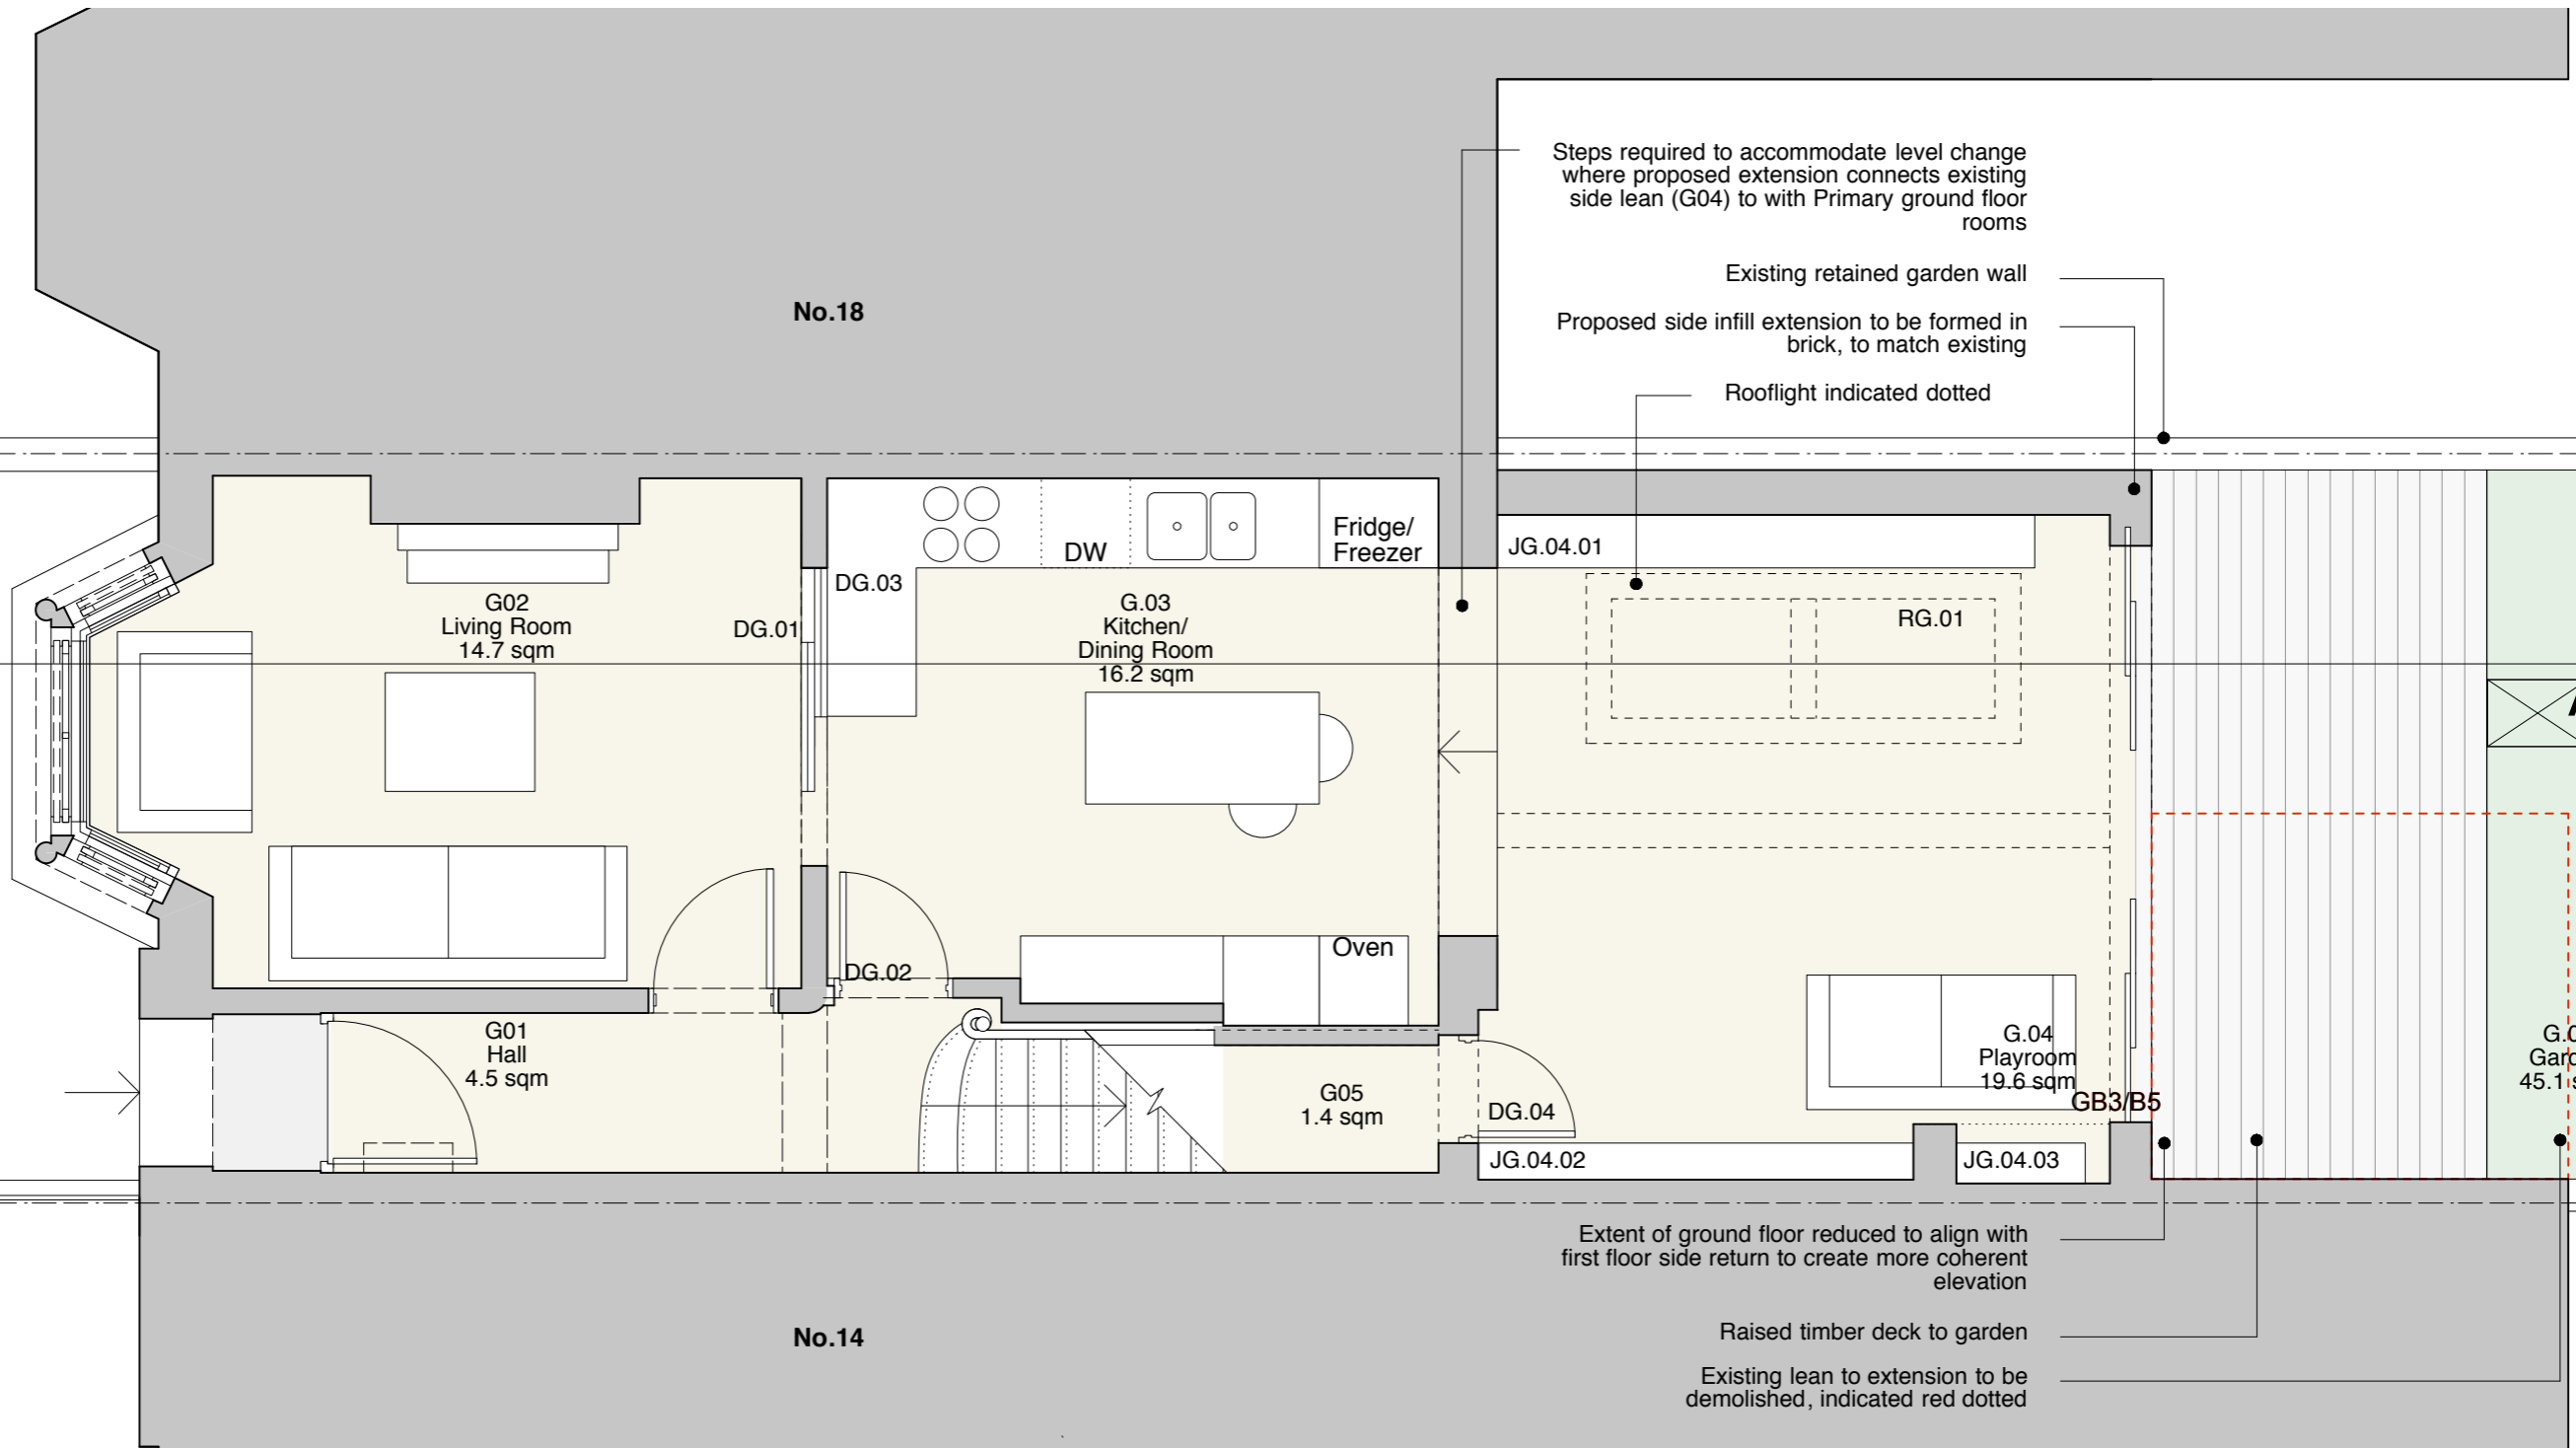 No.18
Steps required to accommodate level change
where proposed extension connects existing
side lean (G04) to with Primary ground floor
rooms
Existing retained garden wall
Proposed side infill extension to be formed in
brick, to match existing
Rooflight indicated dotted
Fridge/
Freezer
DW
JG.04.01
DG.03
G02
Living Room
14.7 sqm
DG.01
G.03
Kitchen/
Dining Room
16.2 sqm
RG.01
Oven
DG.02
G01
Hall
4.5 sqm
G05
1.4 sqm
DG.04
G.04
Playroom
19.6 sqm
GB3/B5
45.1
JG.04.02
JG.04.03
Extent of ground floor reduced to align with
first floor side return to create more coherent
elevation
No.14
Raised timber deck to garden
Existing lean to extension to be
demolished, indicated red dotted